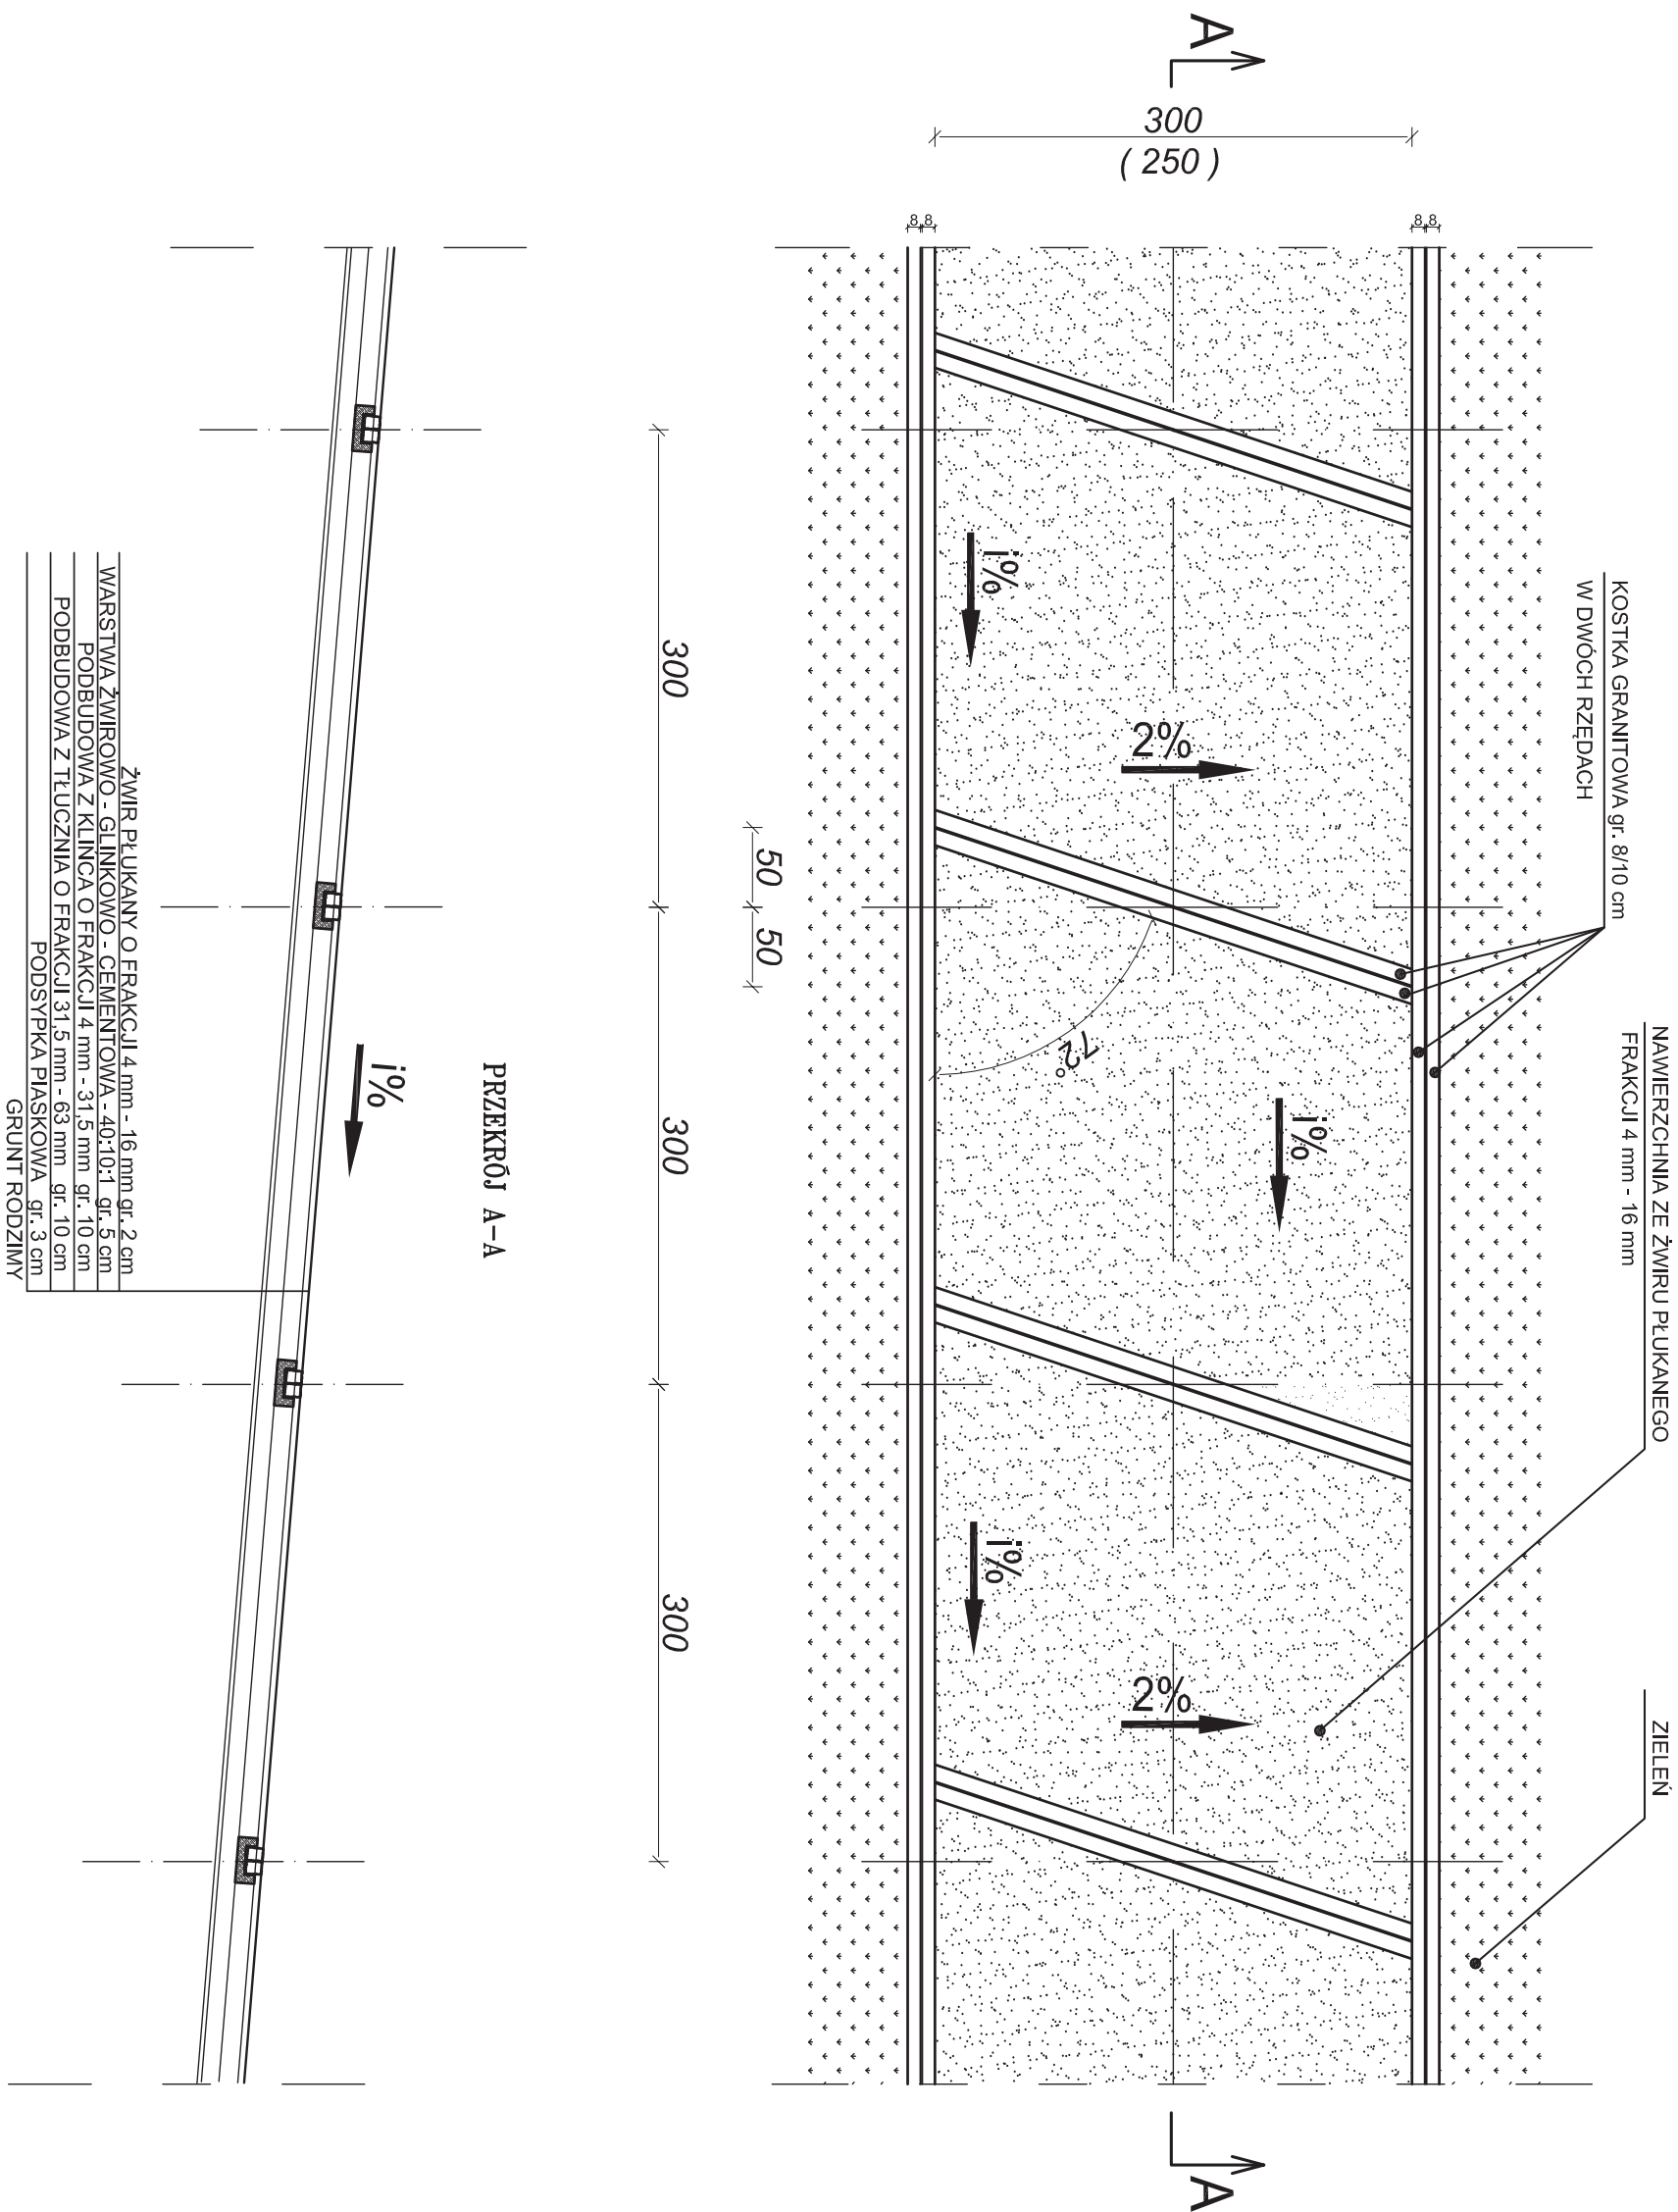 A
A
300
( 250 )
8 8
8 8
KOSTKA GRANITOWA gr. 8/10 cm
W DWÓCH RZĘDACH
NAWIERZCHNIA ZE ŻWIRU PŁUKANEGO
FRAKCJI 4 mm - 16 mm
ZIELEŃ
i%
2%
i%
72°
i%
2%
50
50
300
300
300
PRZEKRÓJ A-A
i%
ŻWIR PŁUKANY O FRAKCJI 4 mm - 16 mm gr. 2 cm
WARSTWA ŻWIROWO - GLINKOWO - CEMENTOWA - 40:10:1 gr. 5 cm
PODBUDOWA Z KLIŃCA O FRAKCJI 4 mm - 31,5 mm gr. 10 cm
PODBUDOWA Z TŁUCZNIA O FRAKCJI 31,5 mm - 63 mm gr. 10 cm
PODSYPKA PIASKOWA gr. 3 cm
GRUNT RODZIMY